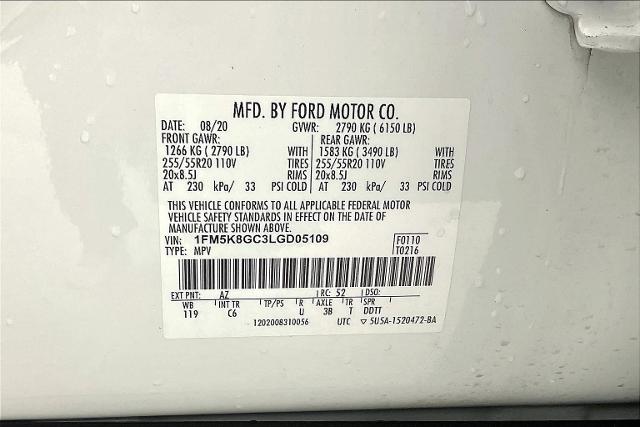 MFD. BY FORD MOTOR CO.
DATE: 08/20 GVWR: 2790 KG ( 6150 LB)
FRONT GAWR: REAR GAWR:
1266 KG ( 2790 LB) WITH 1583 KG ( 3490 LB) WITH
255/55R20 110V TIRES 255/55R20 110V TIRES
20x8.5J RIMS 20x8.5J RIMS
AT 230 kPa/ 33 PSI COLD AT 230 kPa/ 33 PSI COLD
THIS VEHICLE CONFORMS TO ALL APPLICABLE FEDERAL MOTOR
VEHICLE SAFETY STANDARDS IN EFFECT ON THE DATE OF
MANUFACTURE SHOWN ABOVE.
VIN: 1FM5K8GC3LGD05109 F0110
TYPE: MPV T0216
EXT PNT: AZ RC: 52 DSO:
WB INT TR TP/PS R AXLE TR SPR
119 C6 U 3B T DDTT
1202008310056 UTC ▽ 5U5A-1520472-BA